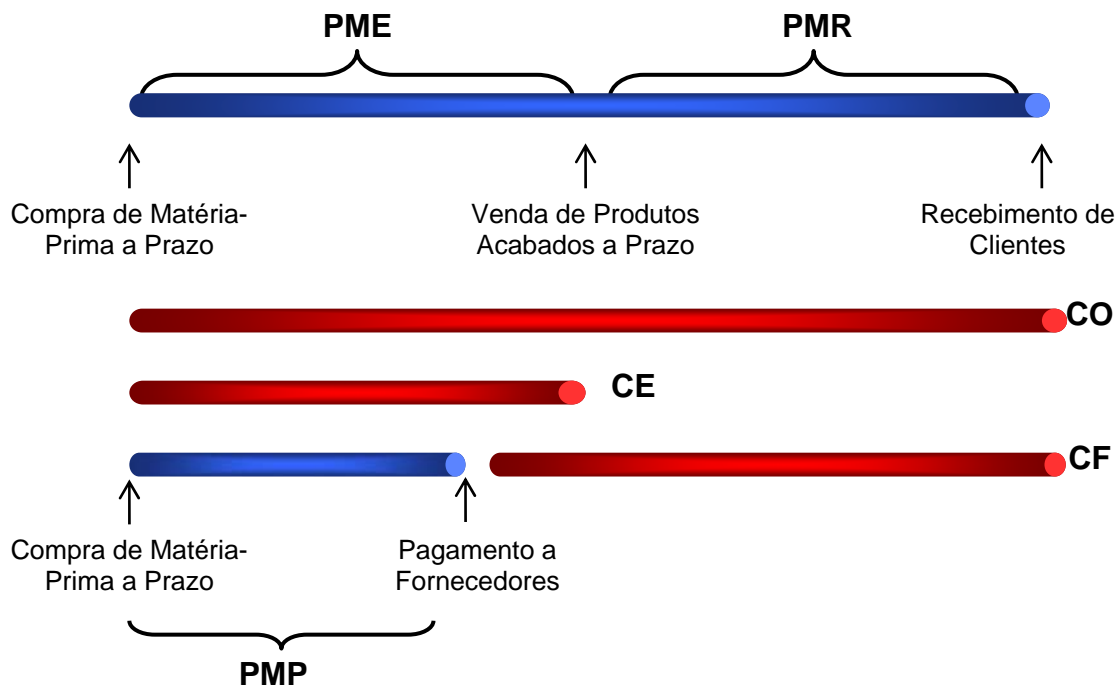 PME
PMR
Compra de Matéria-
Prima a Prazo
Venda de Produtos
Acabados a Prazo
Recebimento de
Clientes
CO
CE
CF
Compra de Matéria-
Prima a Prazo
Pagamento a
Fornecedores
PMP